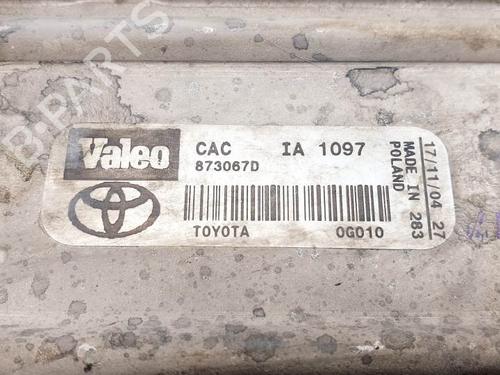 B-PARTS
Valeo
CAC IA 1097
873067D
TOYOTA 0G010
17/11/04 27
MADE IN 283
POLAND